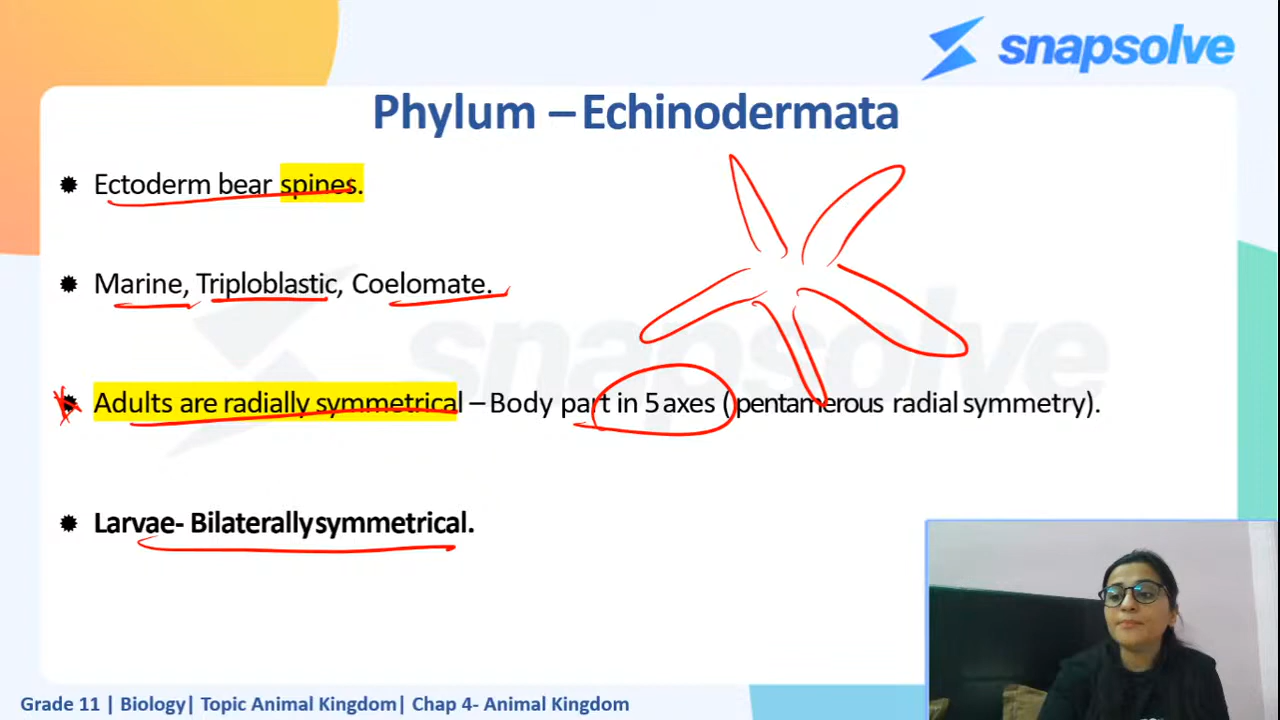 snapsolve
Phylum – Echinodermata
Ectoderm bear spines.
Marine, Triploblastic, Coelomate.
snapsolve
Adults are radially symmetrical – Body part in 5 axes (pentamerous radial symmetry).
Larvae- Bilaterally symmetrical.
Grade 11 | Biology| Topic Animal Kingdom| Chap 4- Animal Kingdom